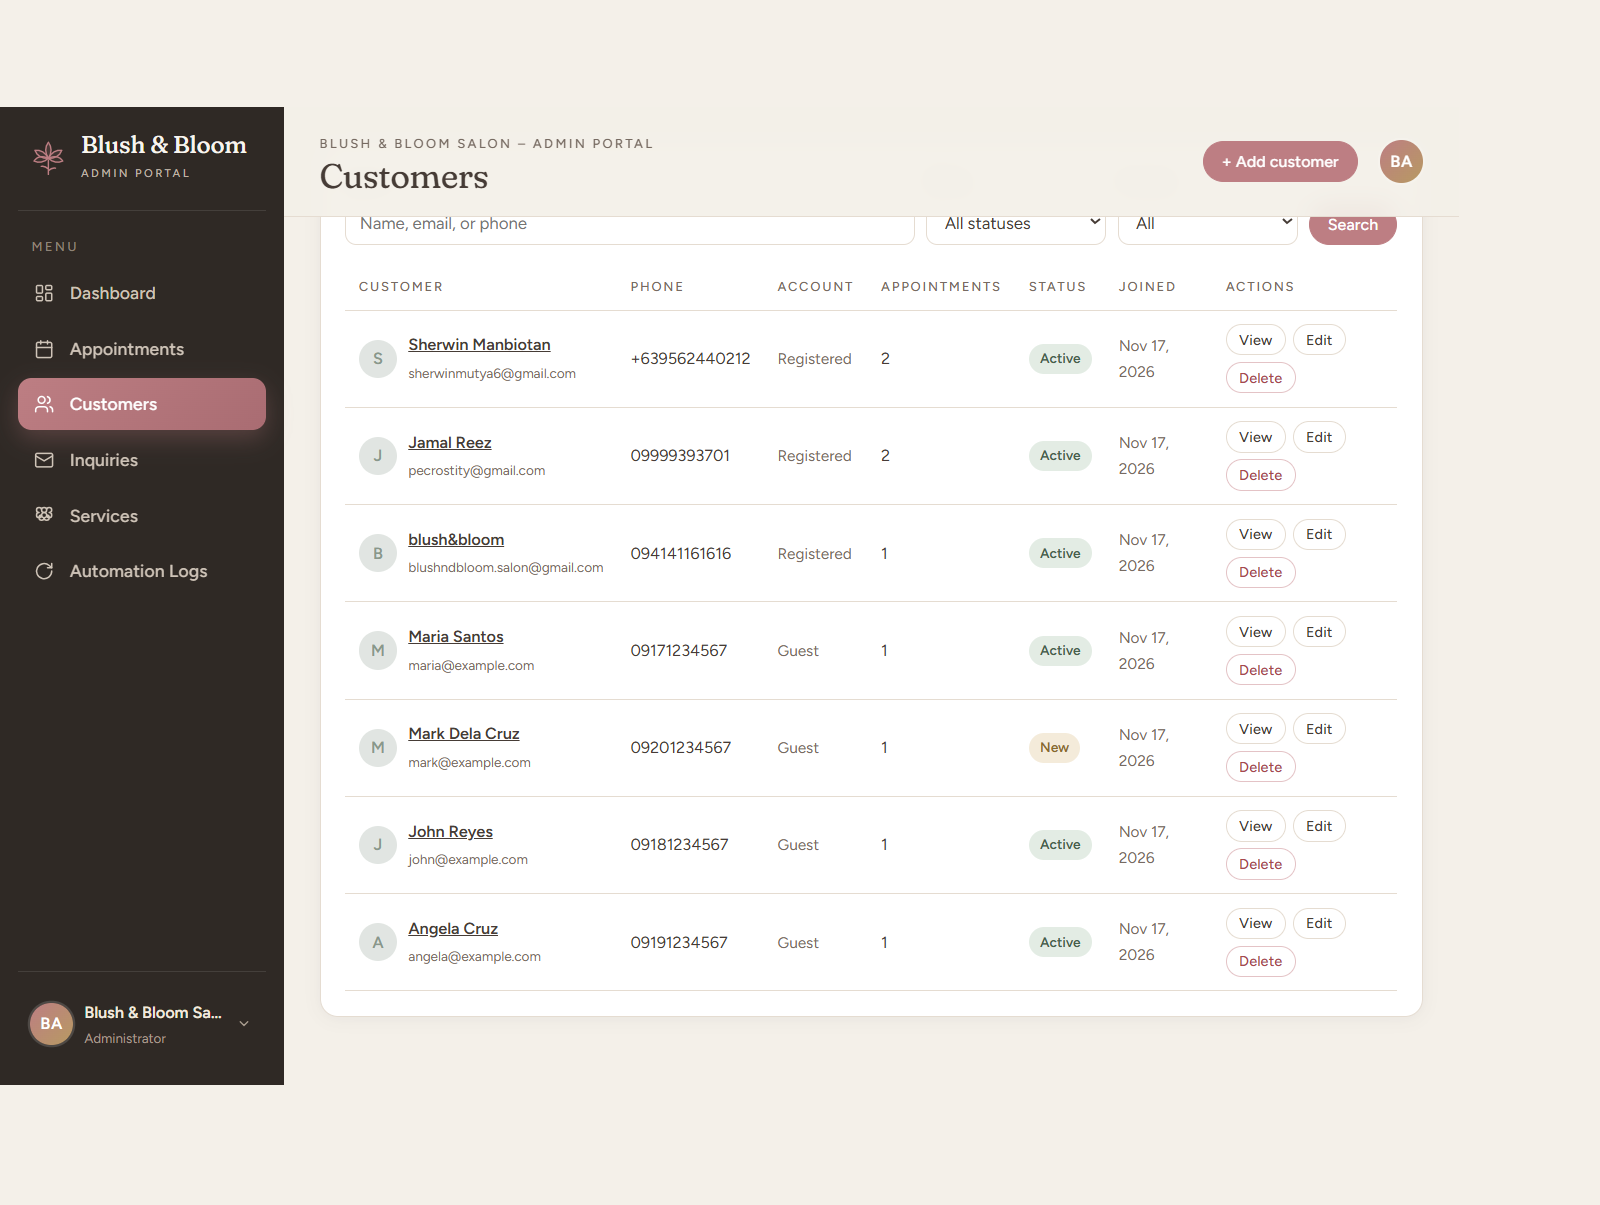 Blush & Bloom
ADMIN PORTAL
MENU
Dashboard
Appointments
Customers
Inquiries
Services
Automation Logs
BA
Blush & Bloom Sa...
Administrator
BLUSH & BLOOM SALON – ADMIN PORTAL
Customers
+ Add customer
BA
Name, email, or phone
All statuses
All
Search
CUSTOMER PHONE ACCOUNT APPOINTMENTS STATUS JOINED ACTIONS
S
Sherwin Manbiotan
sherwinmutya6@gmail.com
+639562440212
Registered
2
Active
Nov 17,
2026
View Edit
Delete
J
Jamal Reez
pecrostity@gmail.com
09999393701
Registered
2
Active
Nov 17,
2026
View Edit
Delete
B
blush&bloom
blushndbloom.salon@gmail.com
094141161616
Registered
1
Active
Nov 17,
2026
View Edit
Delete
M
Maria Santos
maria@example.com
09171234567
Guest
1
Active
Nov 17,
2026
View Edit
Delete
M
Mark Dela Cruz
mark@example.com
09201234567
Guest
1
New
Nov 17,
2026
View Edit
Delete
J
John Reyes
john@example.com
09181234567
Guest
1
Active
Nov 17,
2026
View Edit
Delete
A
Angela Cruz
angela@example.com
09191234567
Guest
1
Active
Nov 17,
2026
View Edit
Delete